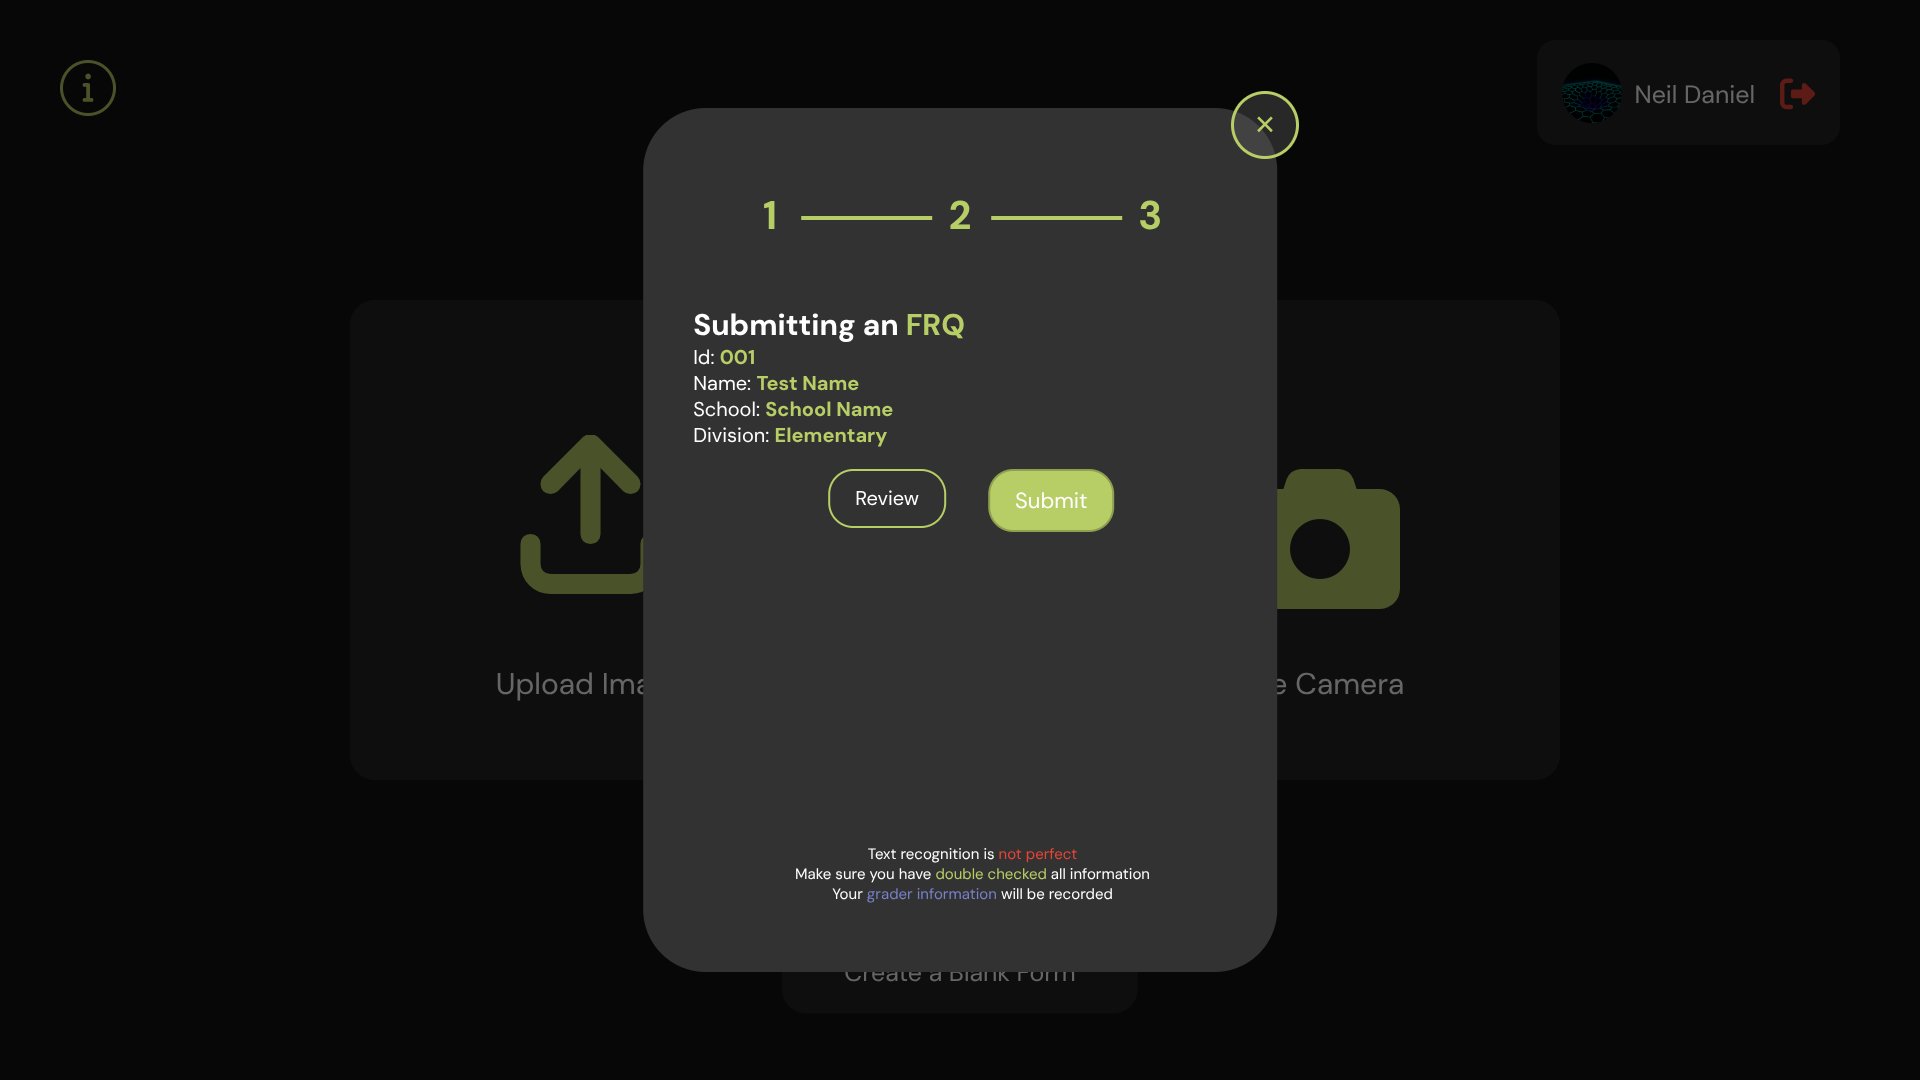 Neil Daniel
1 2 3
Submitting an FRQ
Id: 001
Name: Test Name
School: School Name
Division: Elementary
Review Submit
Upload Ima
e Camera
Text recognition is not perfect
Make sure you have double checked all information
Your grader information will be recorded
Create a Blank Form